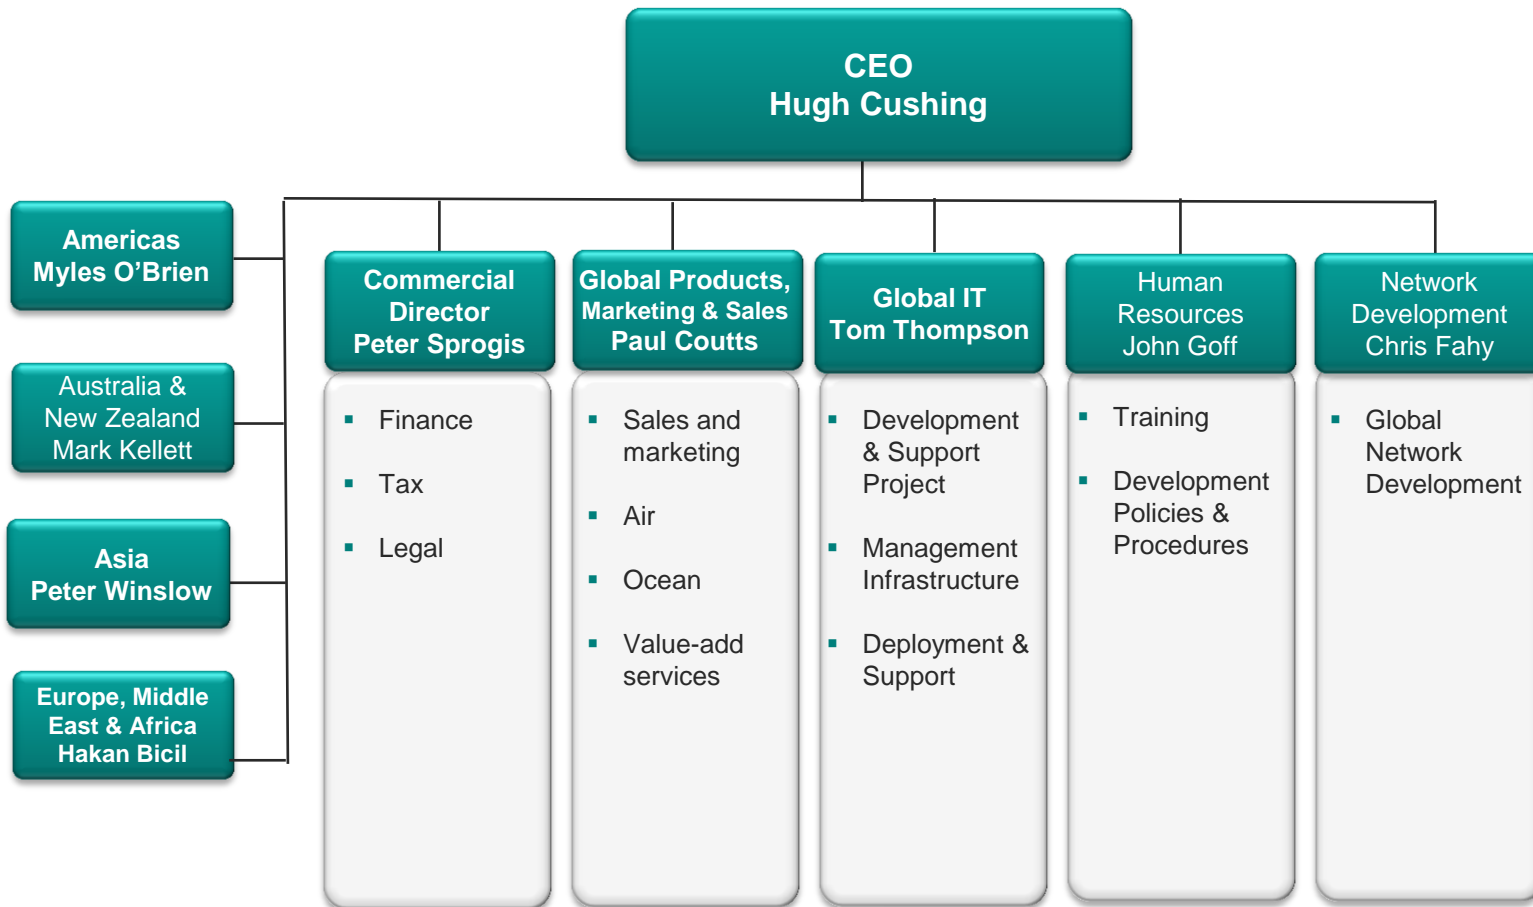 CEO
Hugh Cushing
Americas
Myles O’Brien
Australia &
New Zealand
Mark Kellett
Asia
Peter Winslow
Europe, Middle
East & Africa
Hakan Bicil
Commercial
Director
Peter Sprogis
▪ Finance
▪ Tax
▪ Legal
Global Products,
Marketing & Sales
Paul Coutts
▪ Sales and
marketing
▪ Air
▪ Ocean
▪ Value-add
services
Global IT
Tom Thompson
▪ Development
& Support
Project
▪ Management
Infrastructure
▪ Deployment &
Support
Human
Resources
John Goff
▪ Training
▪ Development
Policies &
Procedures
Network
Development
Chris Fahy
▪ Global
Network
Development